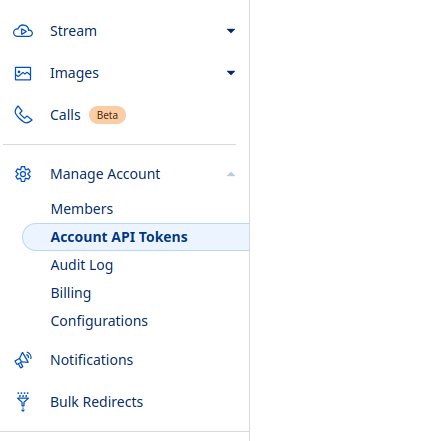 Stream
Images
Calls Beta
Manage Account
Members
Account API Tokens
Audit Log
Billing
Configurations
Notifications
Bulk Redirects